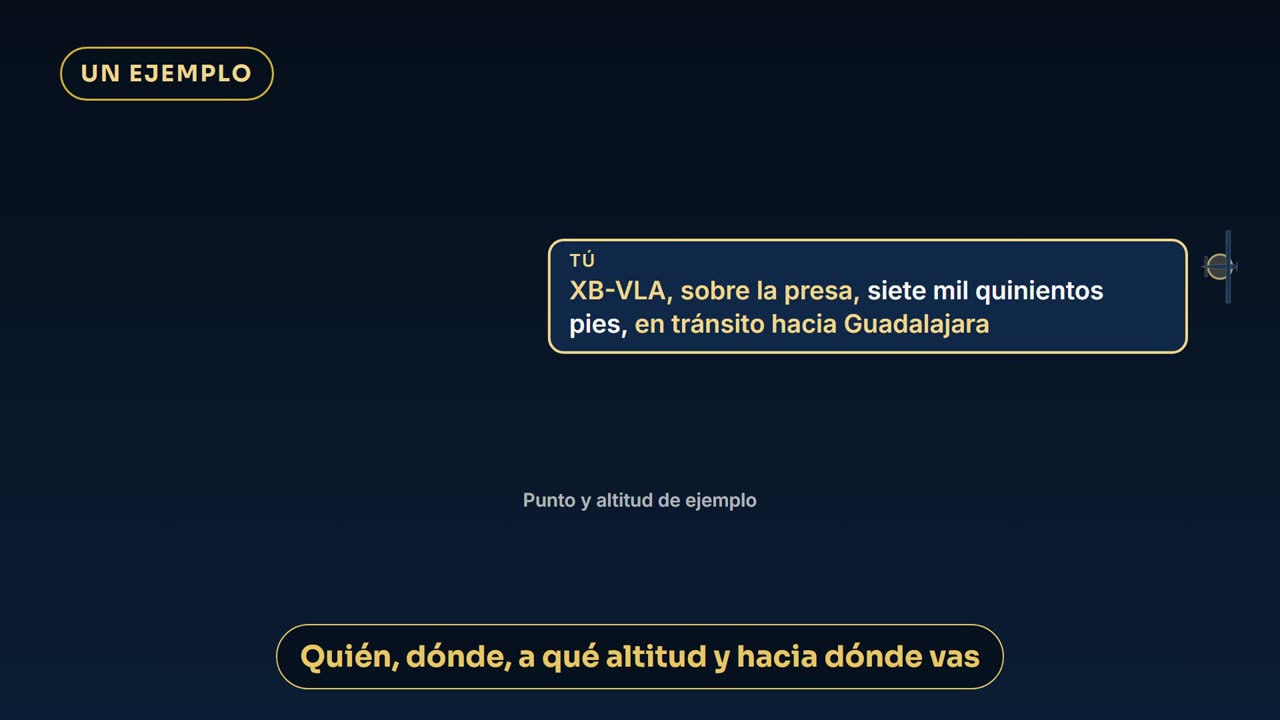 UN EJEMPLO
TÚ
XB-VLA, sobre la presa, siete mil quinientos
pies, en tránsito hacia Guadalajara
Punto y altitud de ejemplo
Quién, dónde, a qué altitud y hacia dónde vas